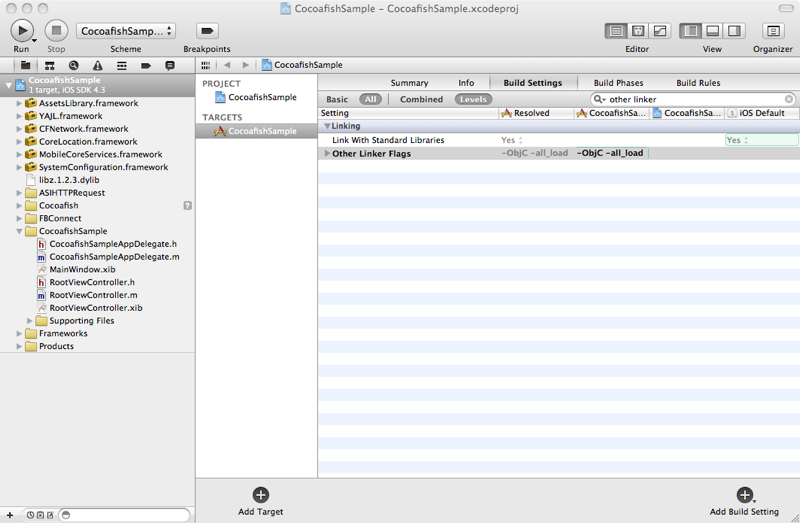 CocoafishSample – CocoafishSample.xcodeproj
CocoafishSamp...
Run Stop Scheme Breakpoints Editor View Organizer
CocoafishSample
CocoafishSample
1 target, iOS SDK 4.3
AssetsLibrary.framework
YAJL.framework
CFNetwork.framework
CoreLocation.framework
MobileCoreServices.framework
SystemConfiguration.framework
libz.1.2.3.dylib
ASIHTTPRequest
Cocoafish ?
FBConnect
CocoafishSample
h CocoafishSampleAppDelegate.h
m CocoafishSampleAppDelegate.m
MainWindow.xib
h RootViewController.h
m RootViewController.m
RootViewController.xib
Supporting Files
Frameworks
Products
PROJECT
CocoafishSample
TARGETS
CocoafishSample
Summary Info Build Settings Build Phases Build Rules
Basic All Combined Levels other linker
Setting Resolved CocoafishSa... CocoafishS... iOS Default
Linking
Link With Standard Libraries Yes Yes
Other Linker Flags -ObjC -all_load -ObjC -all_load
Add Target Add Build Setting